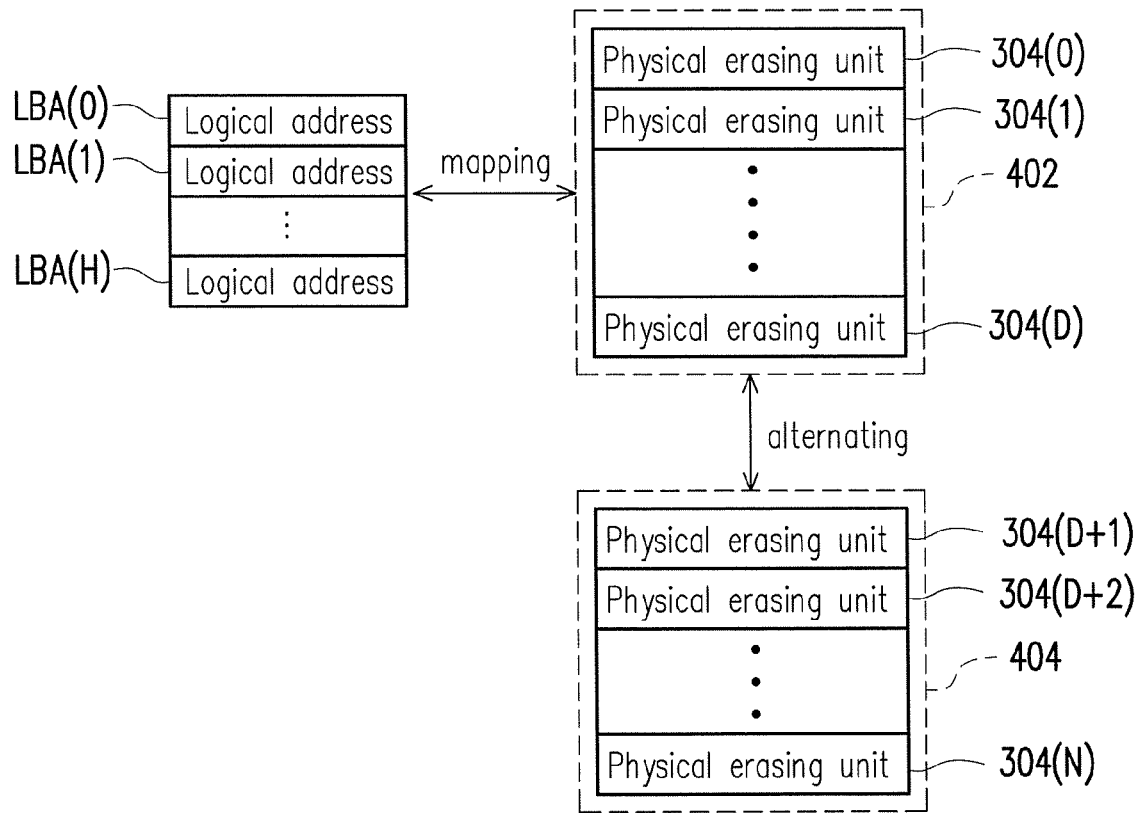 Physical erasing unit 304(0)
LBA(0) Logical address Physical erasing unit 304(1)
LBA(1) Logical address mapping 402
LBA(H) Logical address
Physical erasing unit 304(D)
alternating
Physical erasing unit 304(D+1)
Physical erasing unit 304(D+2)
404
Physical erasing unit 304(N)